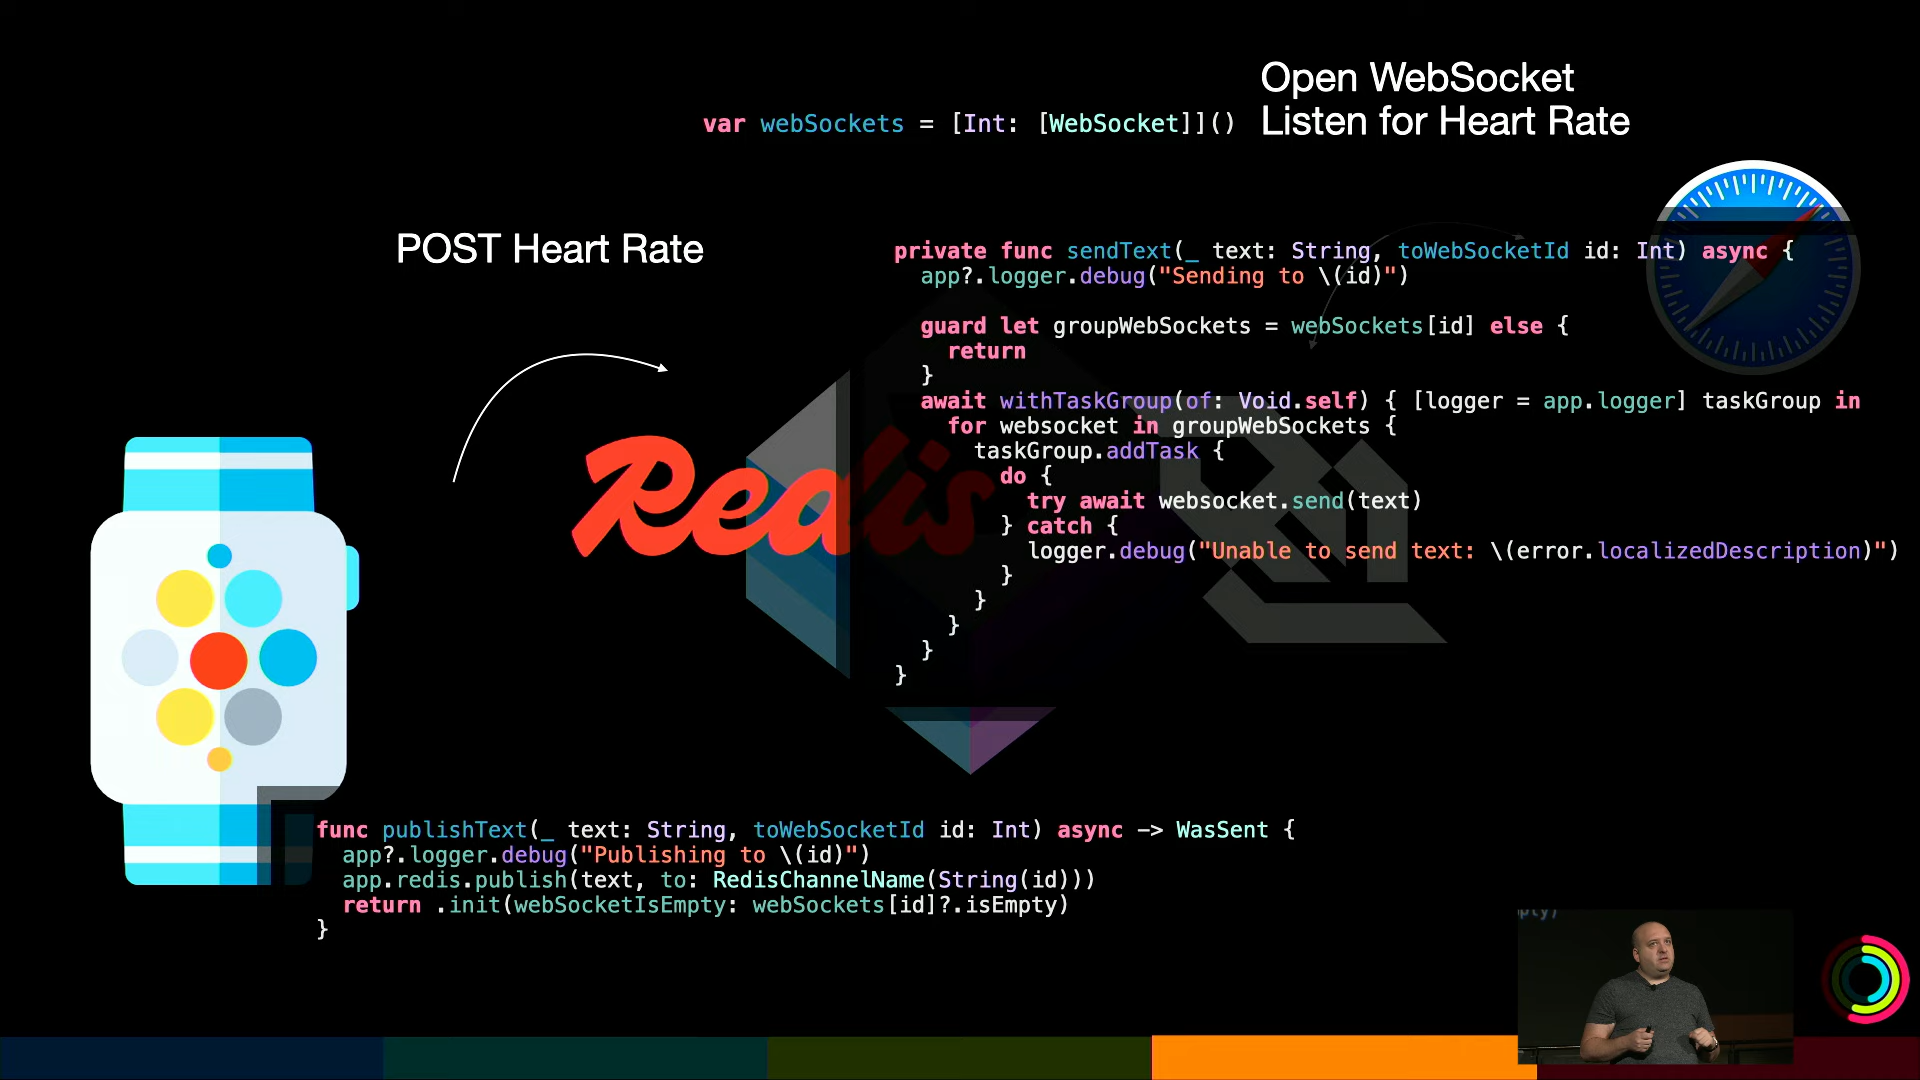 Open WebSocket
Listen for Heart Rate
var webSockets = [Int: [WebSocket]]()
POST Heart Rate
private func sendText(_ text: String, toWebSocketId id: Int) async {
app?.logger.debug("Sending to \(id)")
guard let groupWebSockets = webSockets[id] else {
return
}
await withTaskGroup(of: Void.self) { [logger = app.logger] taskGroup in
for websocket in groupWebSockets {
taskGroup.addTask {
do {
try await websocket.send(text)
} catch {
logger.debug("Unable to send text: \(error.localizedDescription)")
}
}
}
}
}
Redis
func publishText(_ text: String, toWebSocketId id: Int) async -> WasSent {
app?.logger.debug("Publishing to \(id)")
app.redis.publish(text, to: RedisChannelName(String(id)))
return .init(webSocketIsEmpty: webSockets[id]?.isEmpty)
}